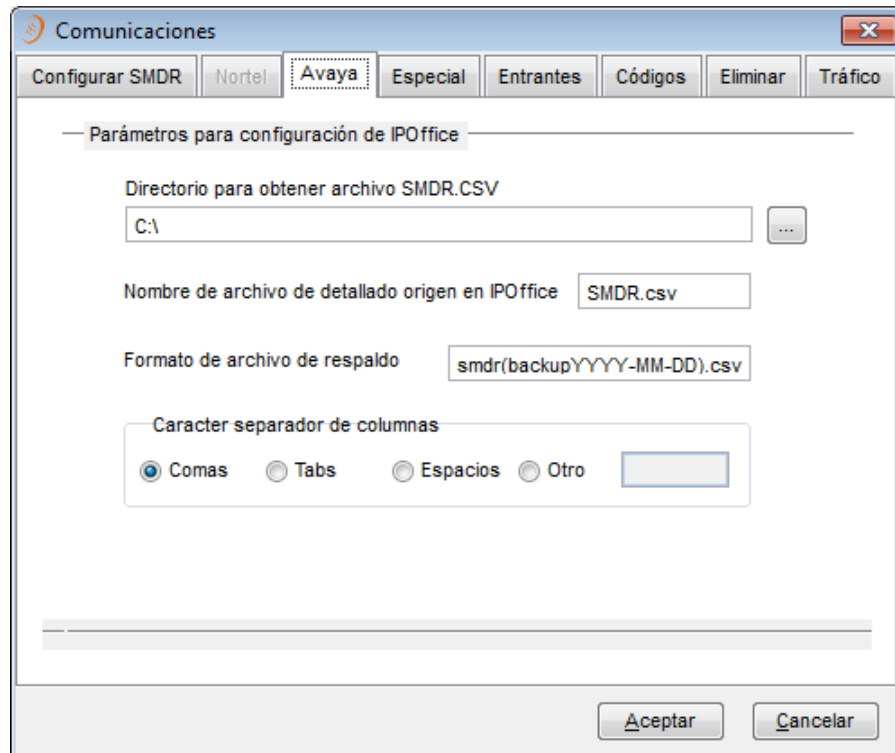 Comunicaciones
Configurar SMDR Nortel Avaya Especial Entrantes Códigos Eliminar Tráfico
Parámetros para configuración de IPOffice
Directorio para obtener archivo SMDR.CSV
C:\
...
Nombre de archivo de detallado origen en IPOffice SMDR.csv
Formato de archivo de respaldo smdr(backupYYYY-MM-DD).csv
Caracter separador de columnas
Comas Tabs Espacios Otro
Aceptar Cancelar